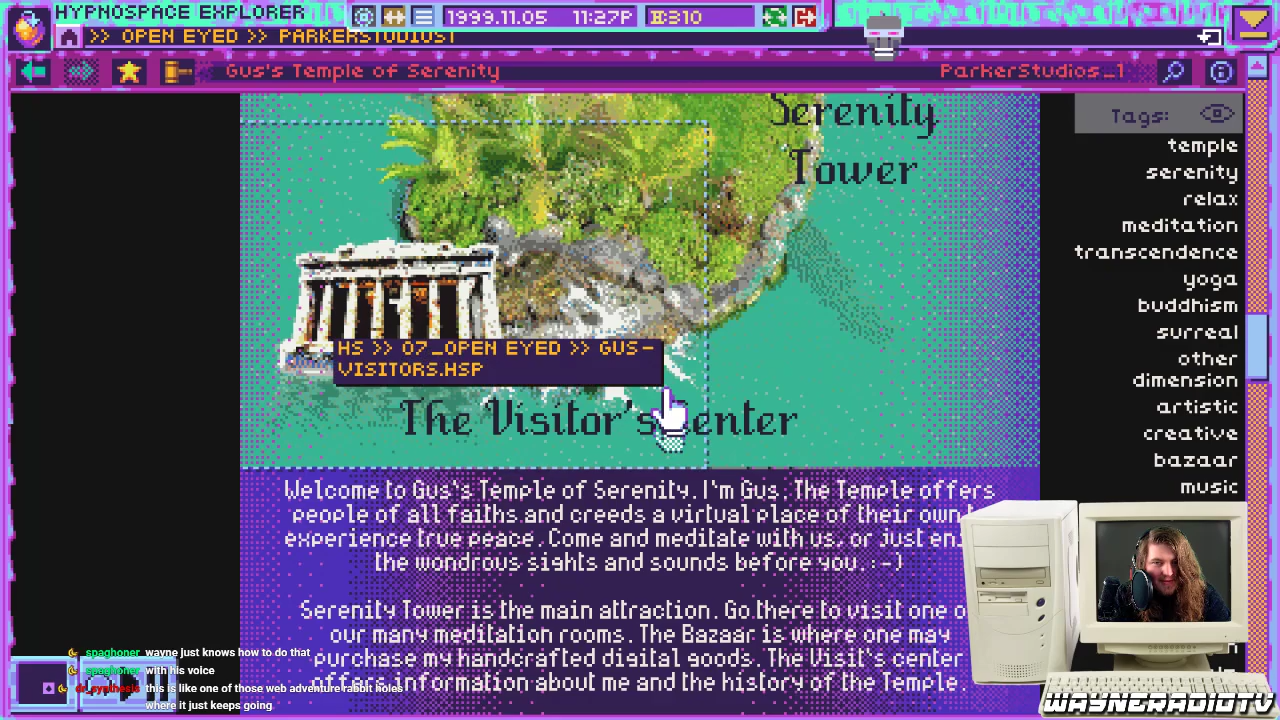 HYPNOSPACE EXPLORER
1999.11.05 11:27P
310
>> OPEN EYED >> PARKERSTUDIOS1
Gus's Temple of Serenity
ParkerStudios_1
Serenity
Tower
Tags:
temple
serenity
relax
meditation
transcendence
yoga
buddhism
surreal
other
dimension
artistic
creative
bazaar
music
HS >> 07_OPEN EYED >> GUS-
VISITORS.HSP
The Visitor's enter
Welcome to Gus's Temple of Serenity. I'm Gus. The Temple offers
people of all faiths and creeds a virtual place of their own
experience true peace. Come and meditate with us, or just
the wondrous sights and sounds before you. :-)
Serenity Tower is the main attraction. Go there to visit one
our many meditation rooms. The Bazaar is where one may
purchase my handcrafted digital goods. The Visit's center
offers information about me and the history of the Temple.
spaghoner wayne just knows how to do that
spaghoner with his voice
this is like one of those web adventure rabbit holes
where it just keeps going
WAYNERADIOTV